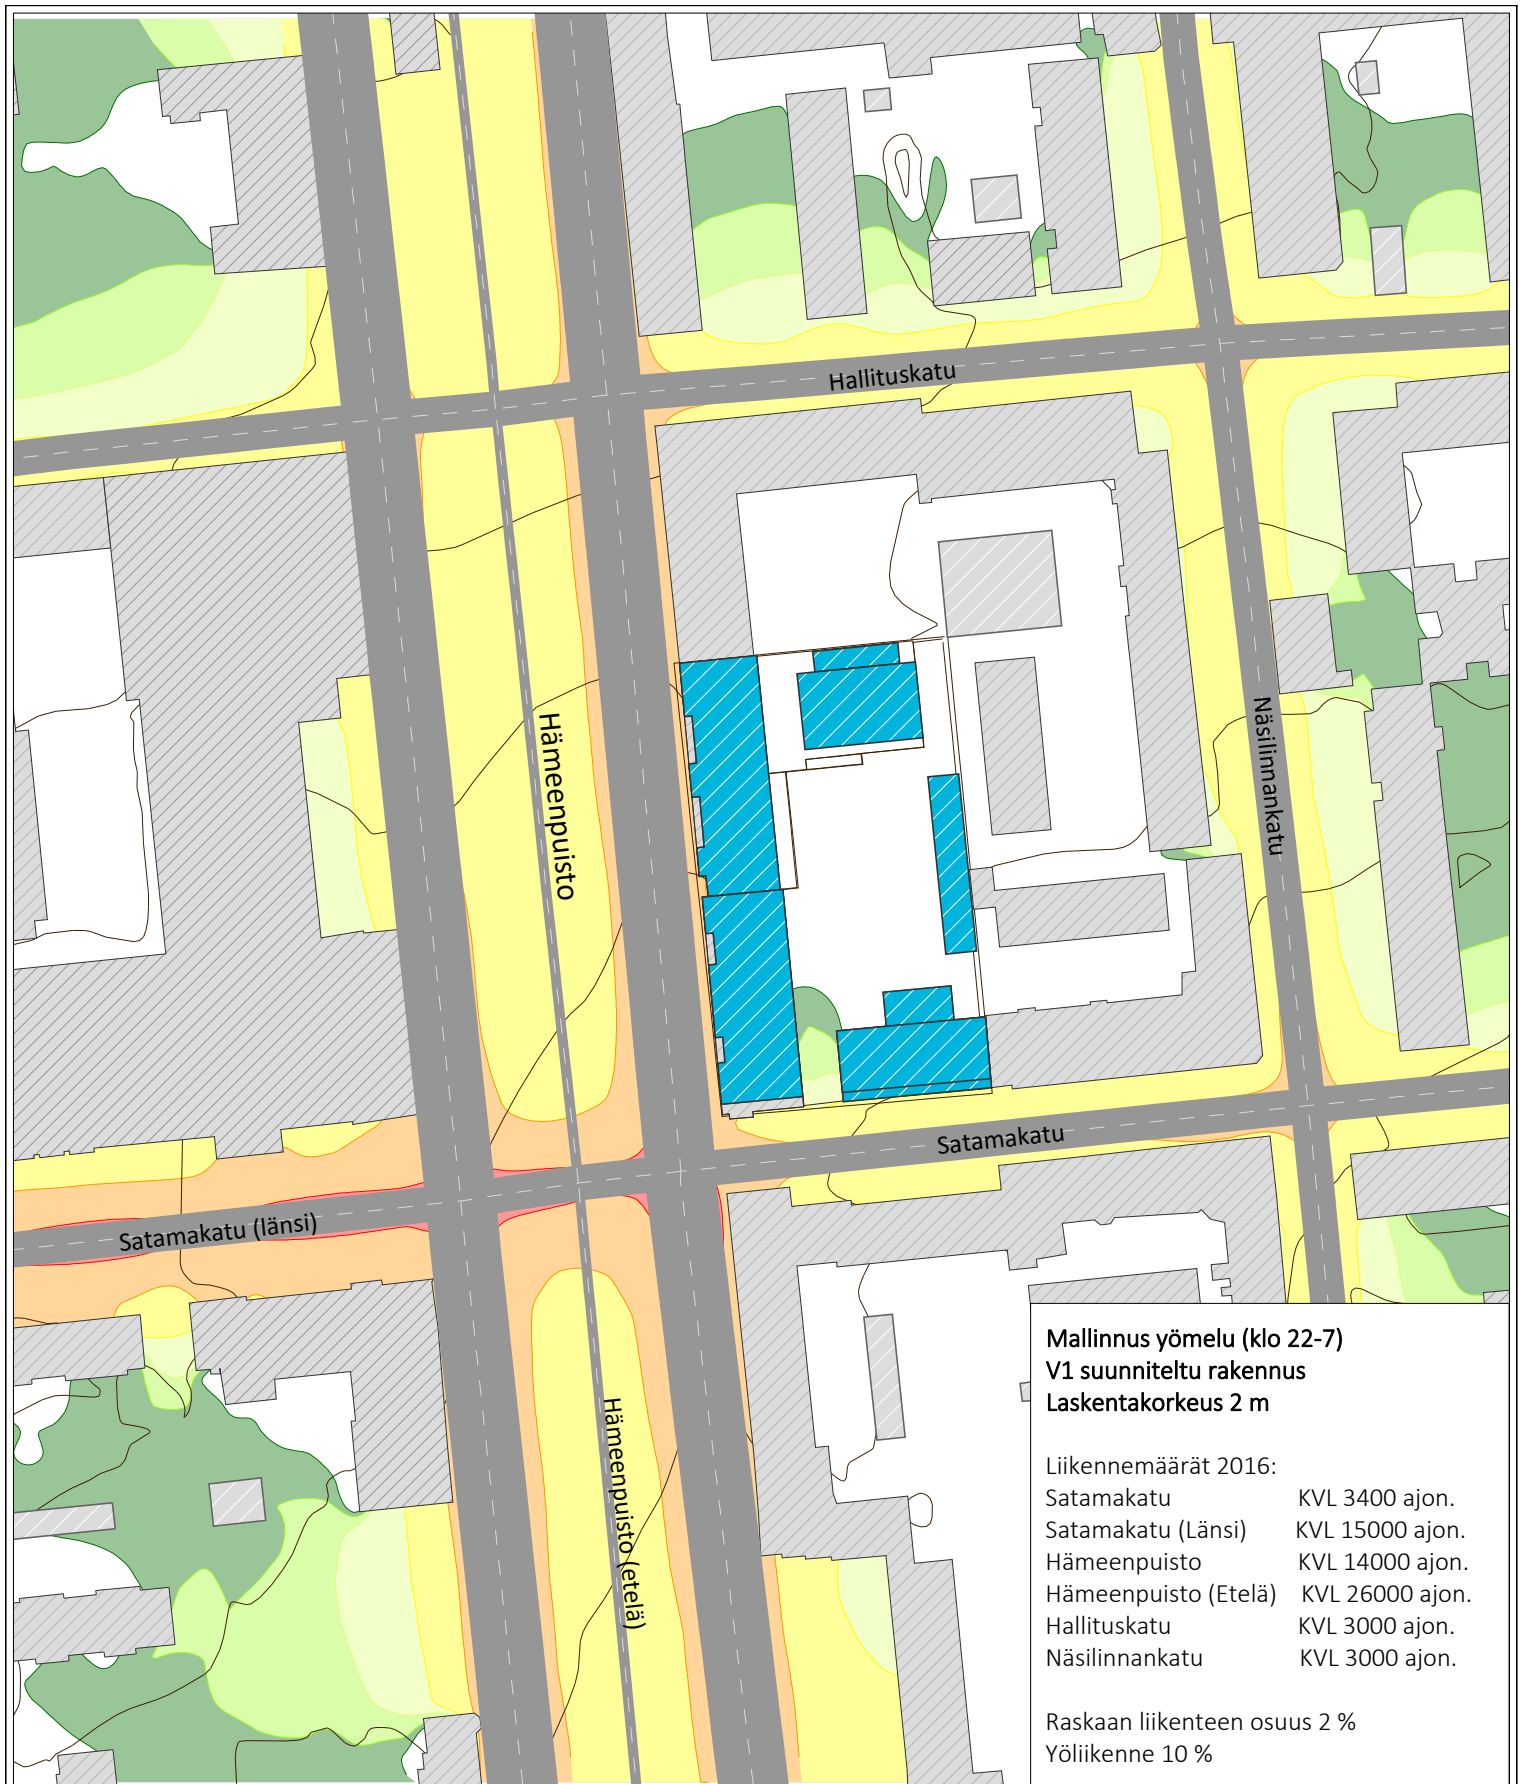 Hallituskatu
Hämeenpuisto
Näsilinnankatu
Satamakatu
Satamakatu (länsi)
Hämeenpuisto (etelä)
Mallinnus yömelu (klo 22-7)
V1 suunniteltu rakennus
Laskentakorkeus 2 m
Liikennemäärät 2016:
Satamakatu KVL 3400 ajon.
Satamakatu (Länsi) KVL 15000 ajon.
Hämeenpuisto KVL 14000 ajon.
Hämeenpuisto (Etelä) KVL 26000 ajon.
Hallituskatu KVL 3000 ajon.
Näsilinnankatu KVL 3000 ajon.
Raskaan liikenteen osuus 2 %
Yöliikenne 10 %